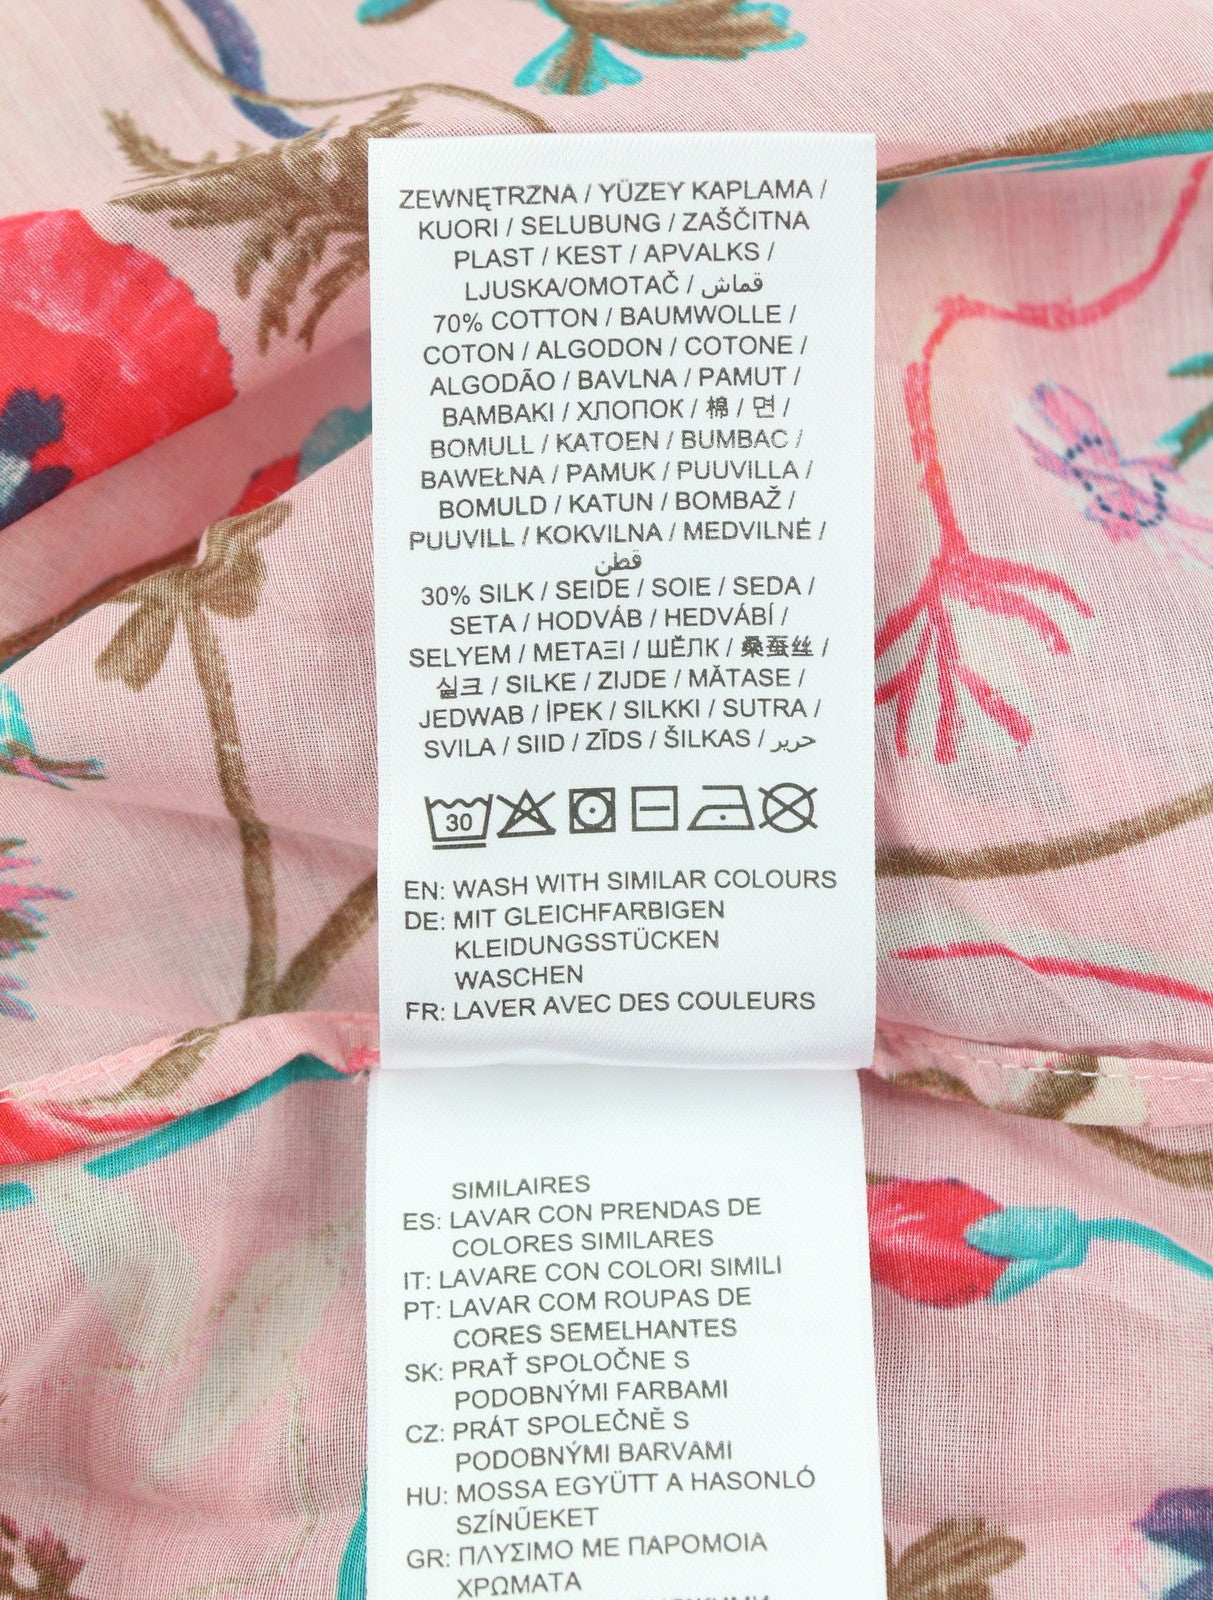 ZEWNĘTRZNA / YÜZEY KAPLAMA /
KUORI / SELUBUNG / ZAŠČITNA
PLAST / KEST / APVALKS /
LJUSKA/OMOTAČ / قماش
70% COTTON / BAUMWOLLE /
COTON / ALGODON / COTONE /
ALGODÃO / BAVLNA / PAMUT /
BAMBAKI / ХЛОПОК / 棉 / 면 /
BOMULL / KATOEN / BUMBAC /
BAWEŁNA / PAMUK / PUUVILLA /
BOMULD / KATUN / BOMBAŽ /
PUUVILL / KOKVILNA / MEDVILNĖ /
قطن
30% SILK / SEIDE / SOIE / SEDA /
SETA / HODVÁB / HEDVÁBÍ /
SELYEM / METAΞI / ШЁЛК / 桑蚕丝 /
실크 / SILKE / ZIJDE / MĂTASE /
JEDWAB / İPEK / SILKKI / SUTRA /
SVILA / SIID / ZĪDS / ŠILKAS / حرير
30
EN: WASH WITH SIMILAR COLOURS
DE: MIT GLEICHFARBIGEN
KLEIDUNGSSTÜCKEN
WASCHEN
FR: LAVER AVEC DES COULEURS
SIMILAIRES
ES: LAVAR CON PRENDAS DE
COLORES SIMILARES
IT: LAVARE CON COLORI SIMILI
PT: LAVAR COM ROUPAS DE
CORES SEMELHANTES
SK: PRAŤ SPOLOČNE S
PODOBNÝMI FARBAMI
CZ: PRÁT SPOLEČNĚ S
PODOBNÝMI BARVAMI
HU: MOSSA EGYÜTT A HASONLÓ
SZÍNŰEKET
GR: ΠΛΥΣΙΜΟ ΜΕ ΠΑΡΟΜΟΙΑ
ΧΡΩΜΑΤΑ